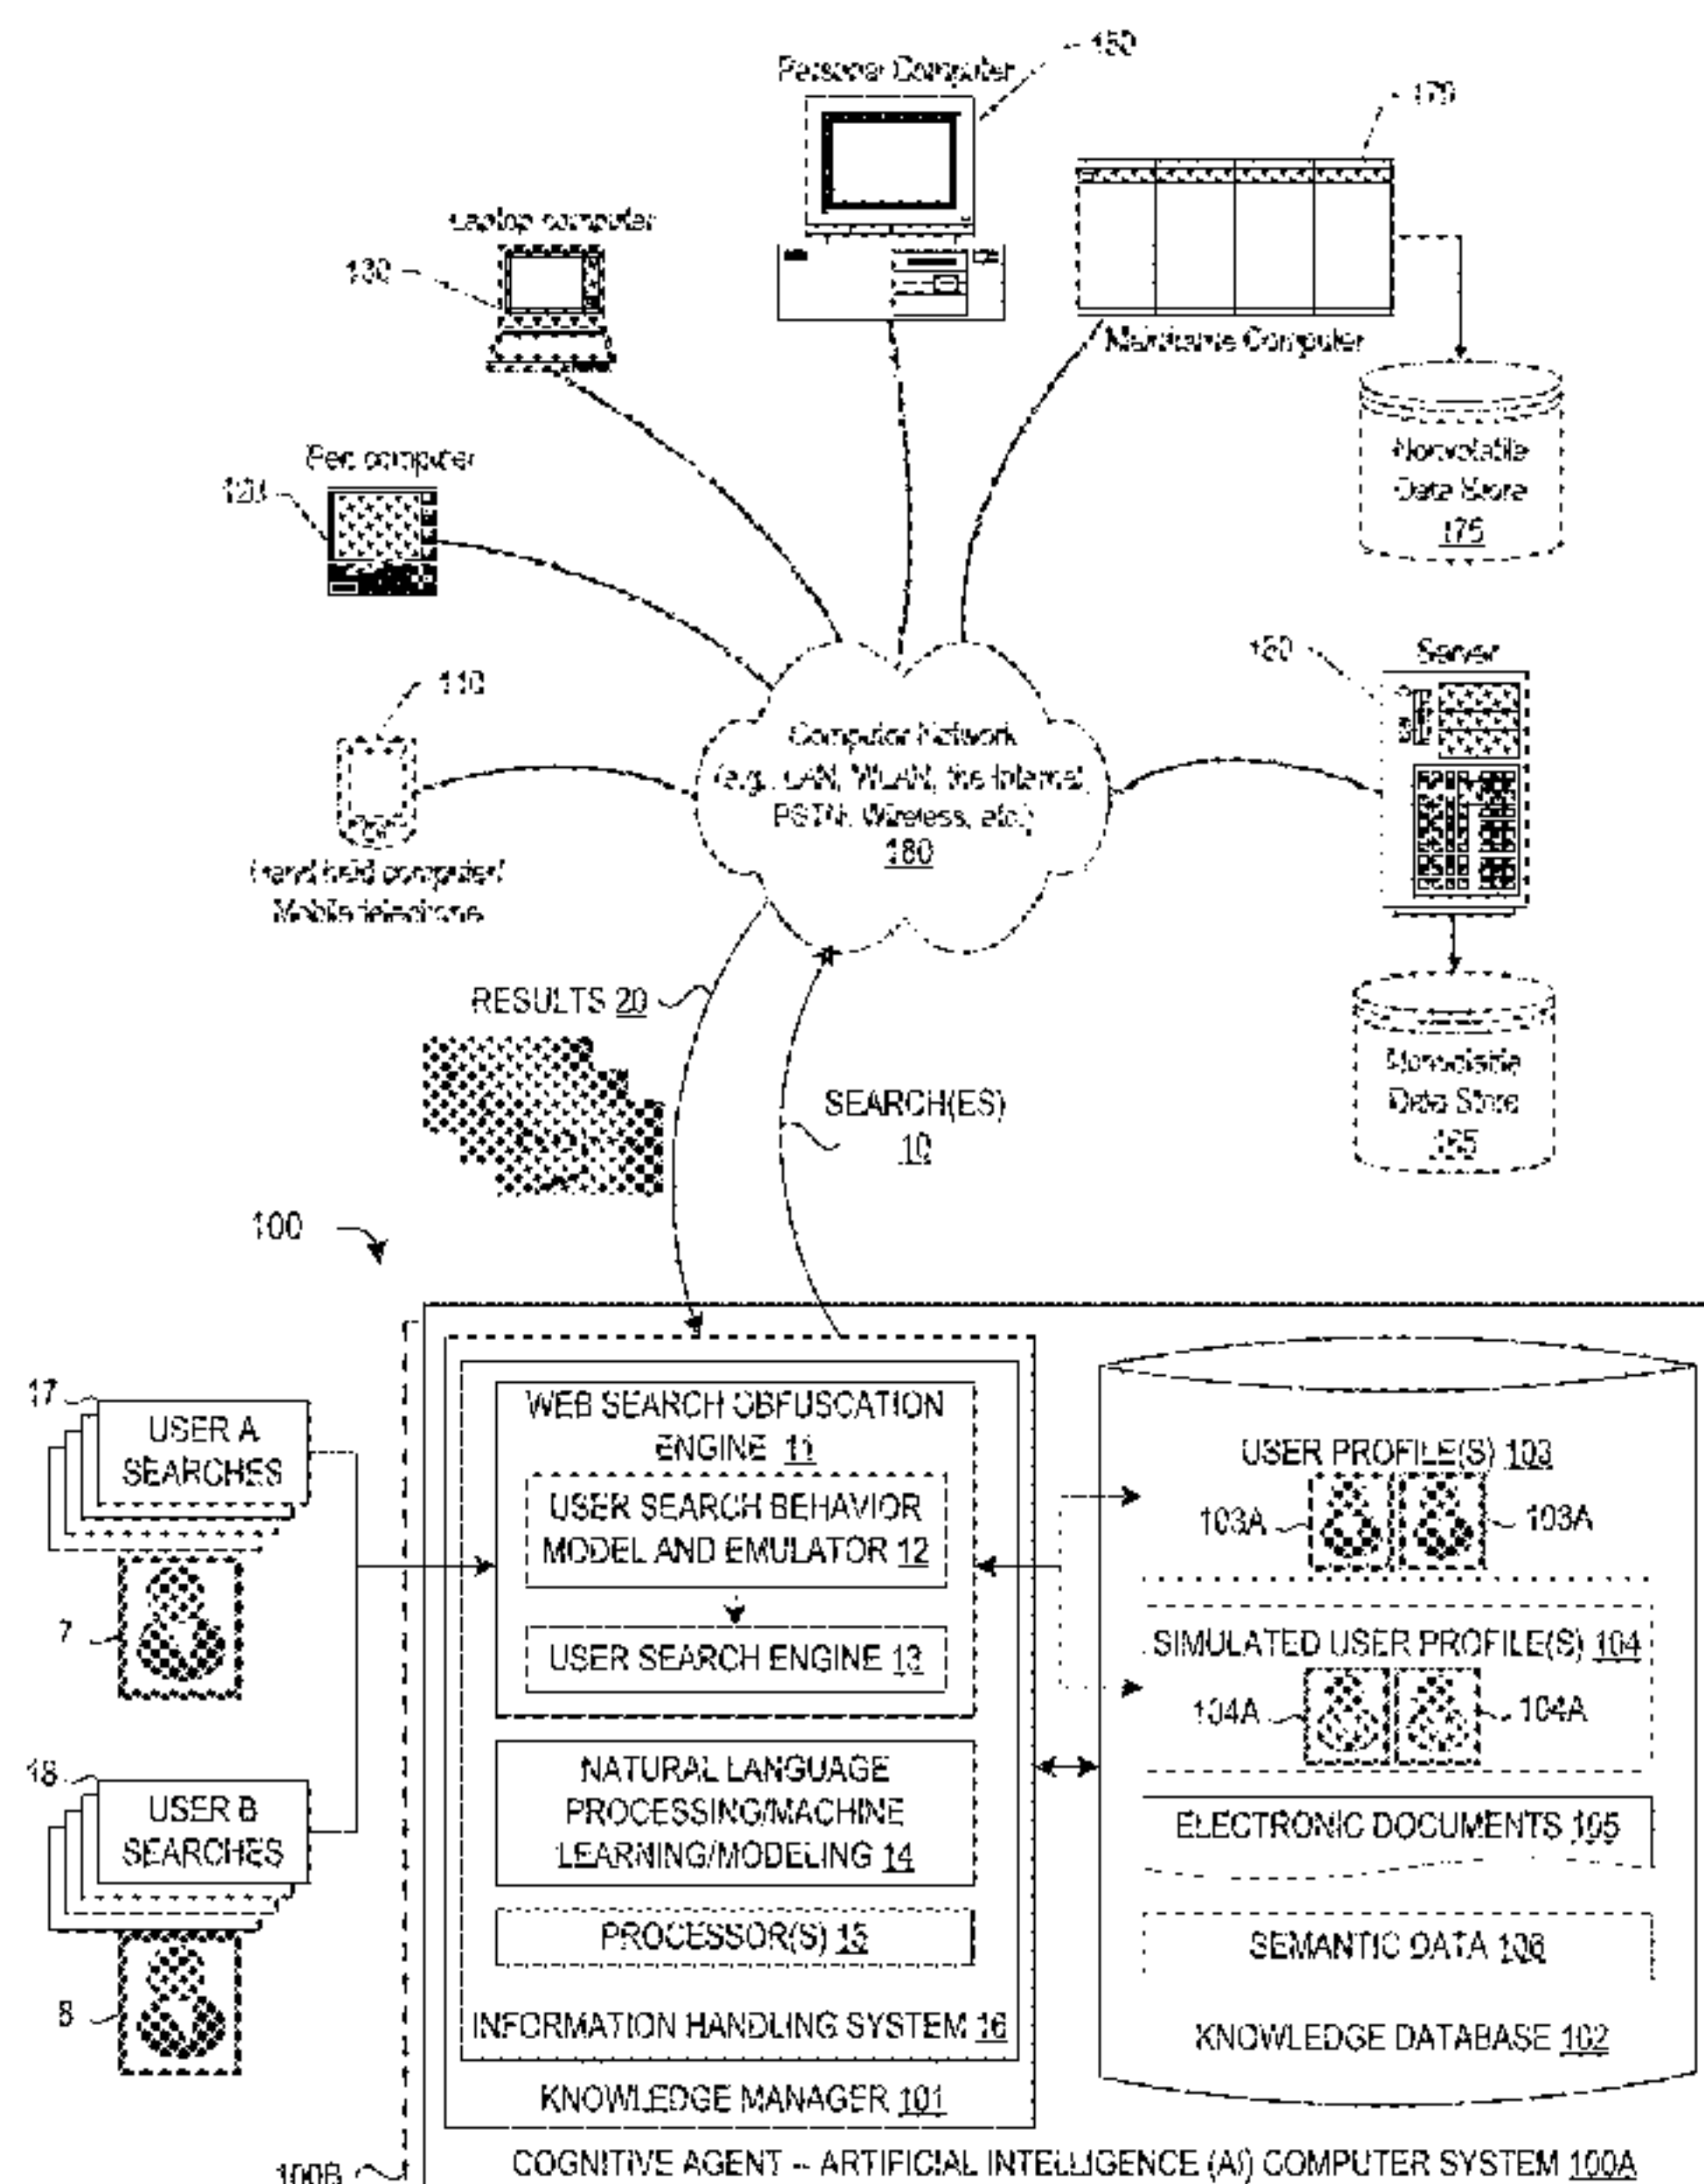 Personal Computer
150
170
Laptop computer
130
Mainframe Computer
Nonvolatile
Data Store
175
Pen computer
120
110
Server
Computer Network
(e.g., LAN, WLAN, the Internet,
PSTN, Wireless, etc.)
180
Hand held computer/
Mobile telephone
RESULTS 20
Nonvolatile
Data Store
165
SEARCH(ES)
10
100
17
USER A
SEARCHES
7
18
USER B
SEARCHES
8
WEB SEARCH OBFUSCATION
ENGINE 11
USER SEARCH BEHAVIOR
MODEL AND EMULATOR 12
USER SEARCH ENGINE 13
NATURAL LANGUAGE
PROCESSING/MACHINE
LEARNING/MODELING 14
PROCESSOR(S) 15
INFORMATION HANDLING SYSTEM 16
KNOWLEDGE MANAGER 101
USER PROFILE(S) 103
103A
103A
SIMULATED USER PROFILE(S) 104
104A
104A
ELECTRONIC DOCUMENTS 105
SEMANTIC DATA 106
KNOWLEDGE DATABASE 102
100B
COGNITIVE AGENT – ARTIFICIAL INTELLIGENCE (AI) COMPUTER SYSTEM 100A